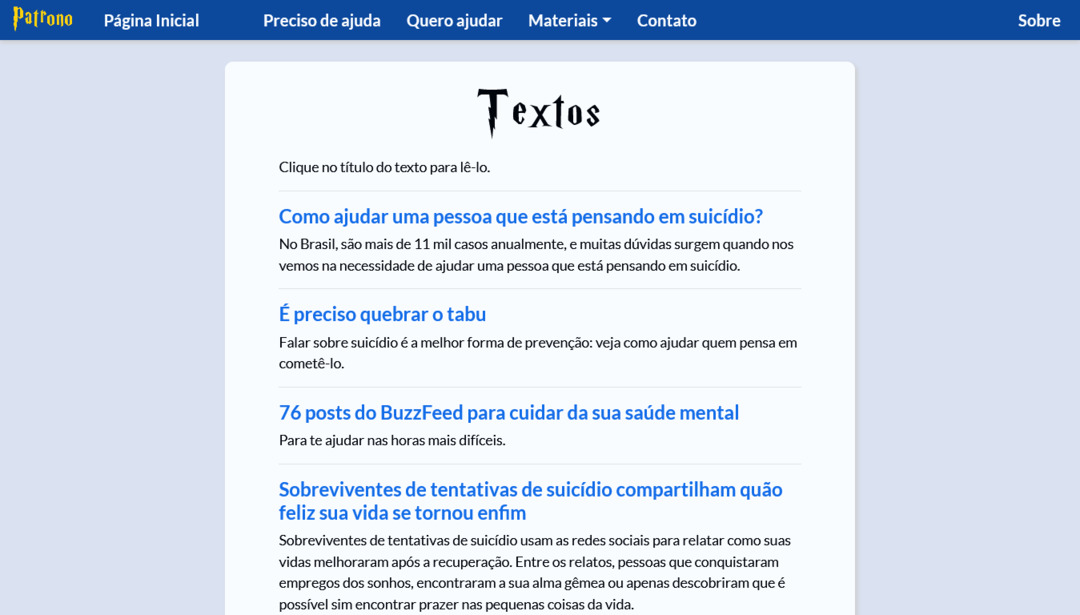 Patrono Página Inicial Preciso de ajuda Quero ajudar Materiais Contato Sobre
Textos
Clique no título do texto para lê-lo.
Como ajudar uma pessoa que está pensando em suicídio?
No Brasil, são mais de 11 mil casos anualmente, e muitas dúvidas surgem quando nos
vemos na necessidade de ajudar uma pessoa que está pensando em suicídio.
É preciso quebrar o tabu
Falar sobre suicídio é a melhor forma de prevenção: veja como ajudar quem pensa em
cometê-lo.
76 posts do BuzzFeed para cuidar da sua saúde mental
Para te ajudar nas horas mais difíceis.
Sobreviventes de tentativas de suicídio compartilham quão
feliz sua vida se tornou enfim
Sobreviventes de tentativas de suicídio usam as redes sociais para relatar como suas
vidas melhoraram após a recuperação. Entre os relatos, pessoas que conquistaram
empregos dos sonhos, encontraram a sua alma gêmea ou apenas descobriram que é
possível sim encontrar prazer nas pequenas coisas da vida.